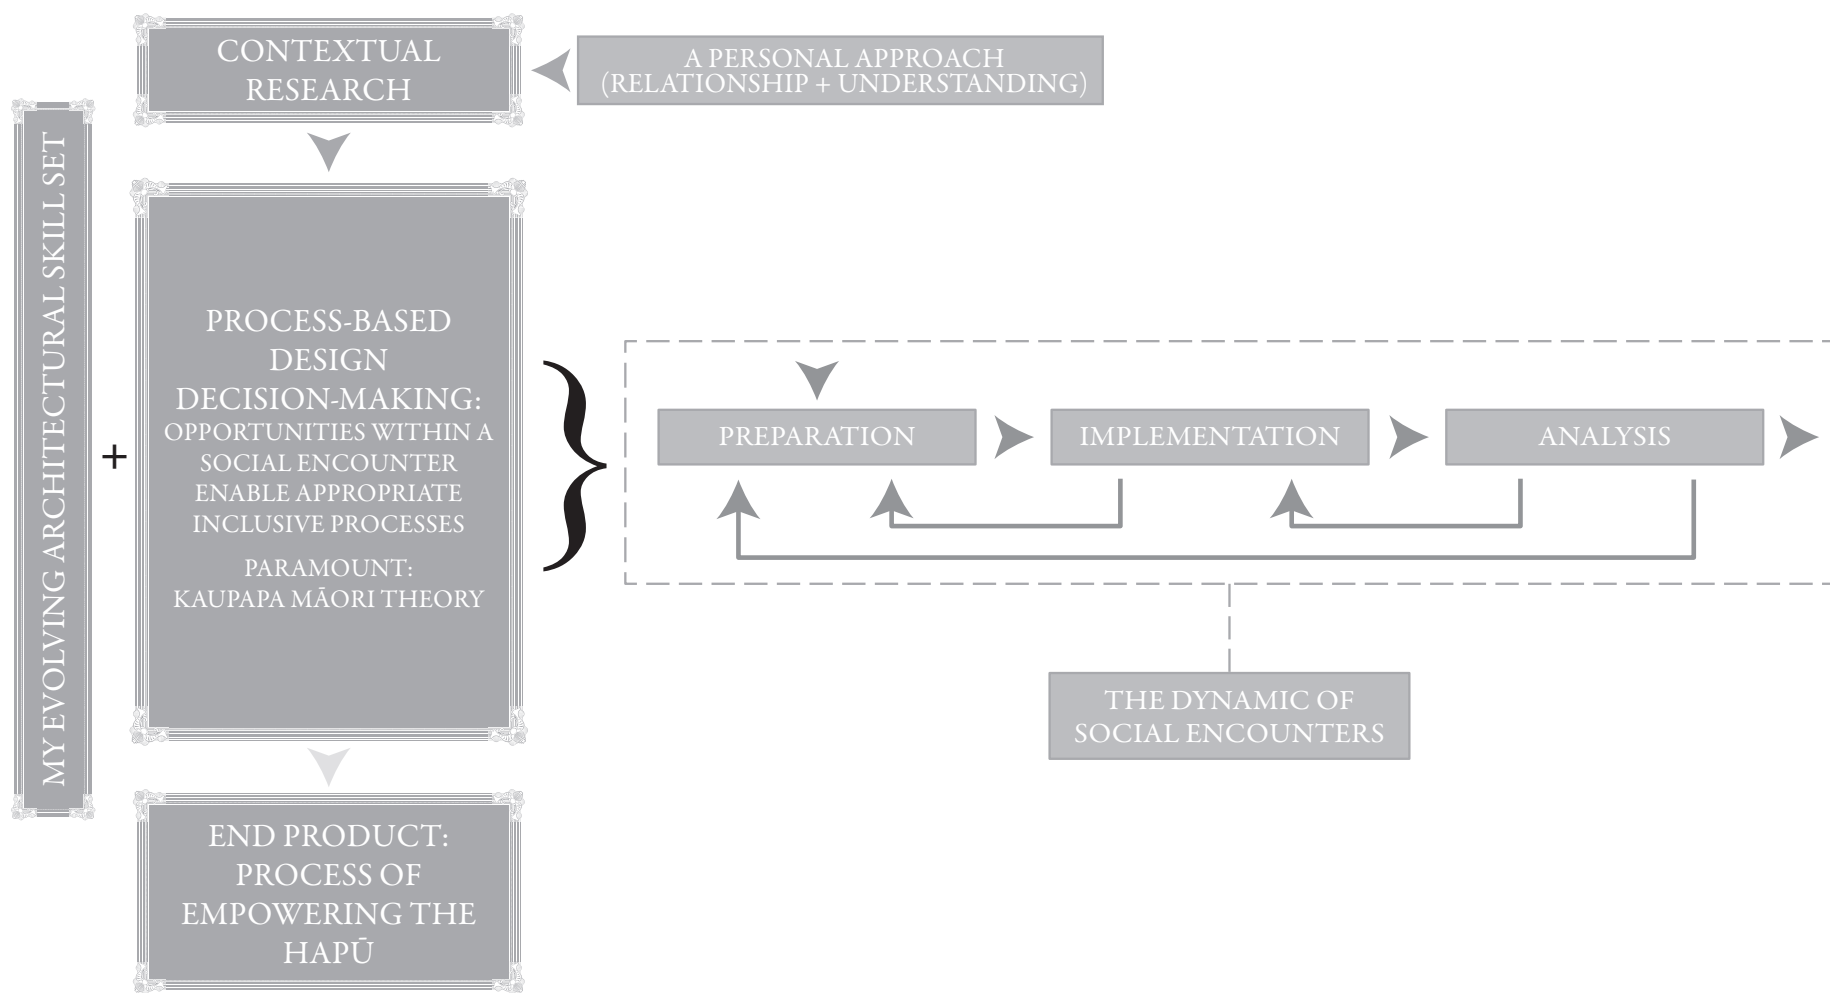 CONTEXTUAL
RESEARCH
A PERSONAL APPROACH
(RELATIONSHIP + UNDERSTANDING)
MY EVOLVING ARCHITECTURAL SKILL SET
+
PROCESS-BASED
DESIGN
DECISION-MAKING:
OPPORTUNITIES WITHIN A
SOCIAL ENCOUNTER
ENABLE APPROPRIATE
INCLUSIVE PROCESSES
PARAMOUNT:
KAUPAPA MĀORI THEORY
}
PREPARATION
IMPLEMENTATION
ANALYSIS
THE DYNAMIC OF
SOCIAL ENCOUNTERS
END PRODUCT:
PROCESS OF
EMPOWERING THE
HAPŪ